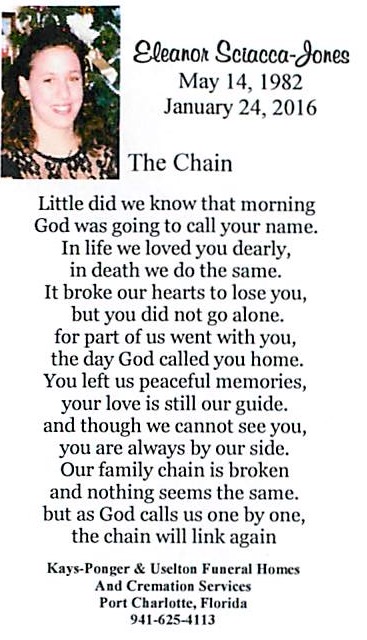 Eleanor Sciacca-Jones
May 14, 1982
January 24, 2016
The Chain
Little did we know that morning
God was going to call your name.
In life we loved you dearly,
in death we do the same.
It broke our hearts to lose you,
but you did not go alone.
for part of us went with you,
the day God called you home.
You left us peaceful memories,
your love is still our guide.
and though we cannot see you,
you are always by our side.
Our family chain is broken
and nothing seems the same.
but as God calls us one by one,
the chain will link again
Kays-Ponger & Uselton Funeral Homes
And Cremation Services
Port Charlotte, Florida
941-625-4113